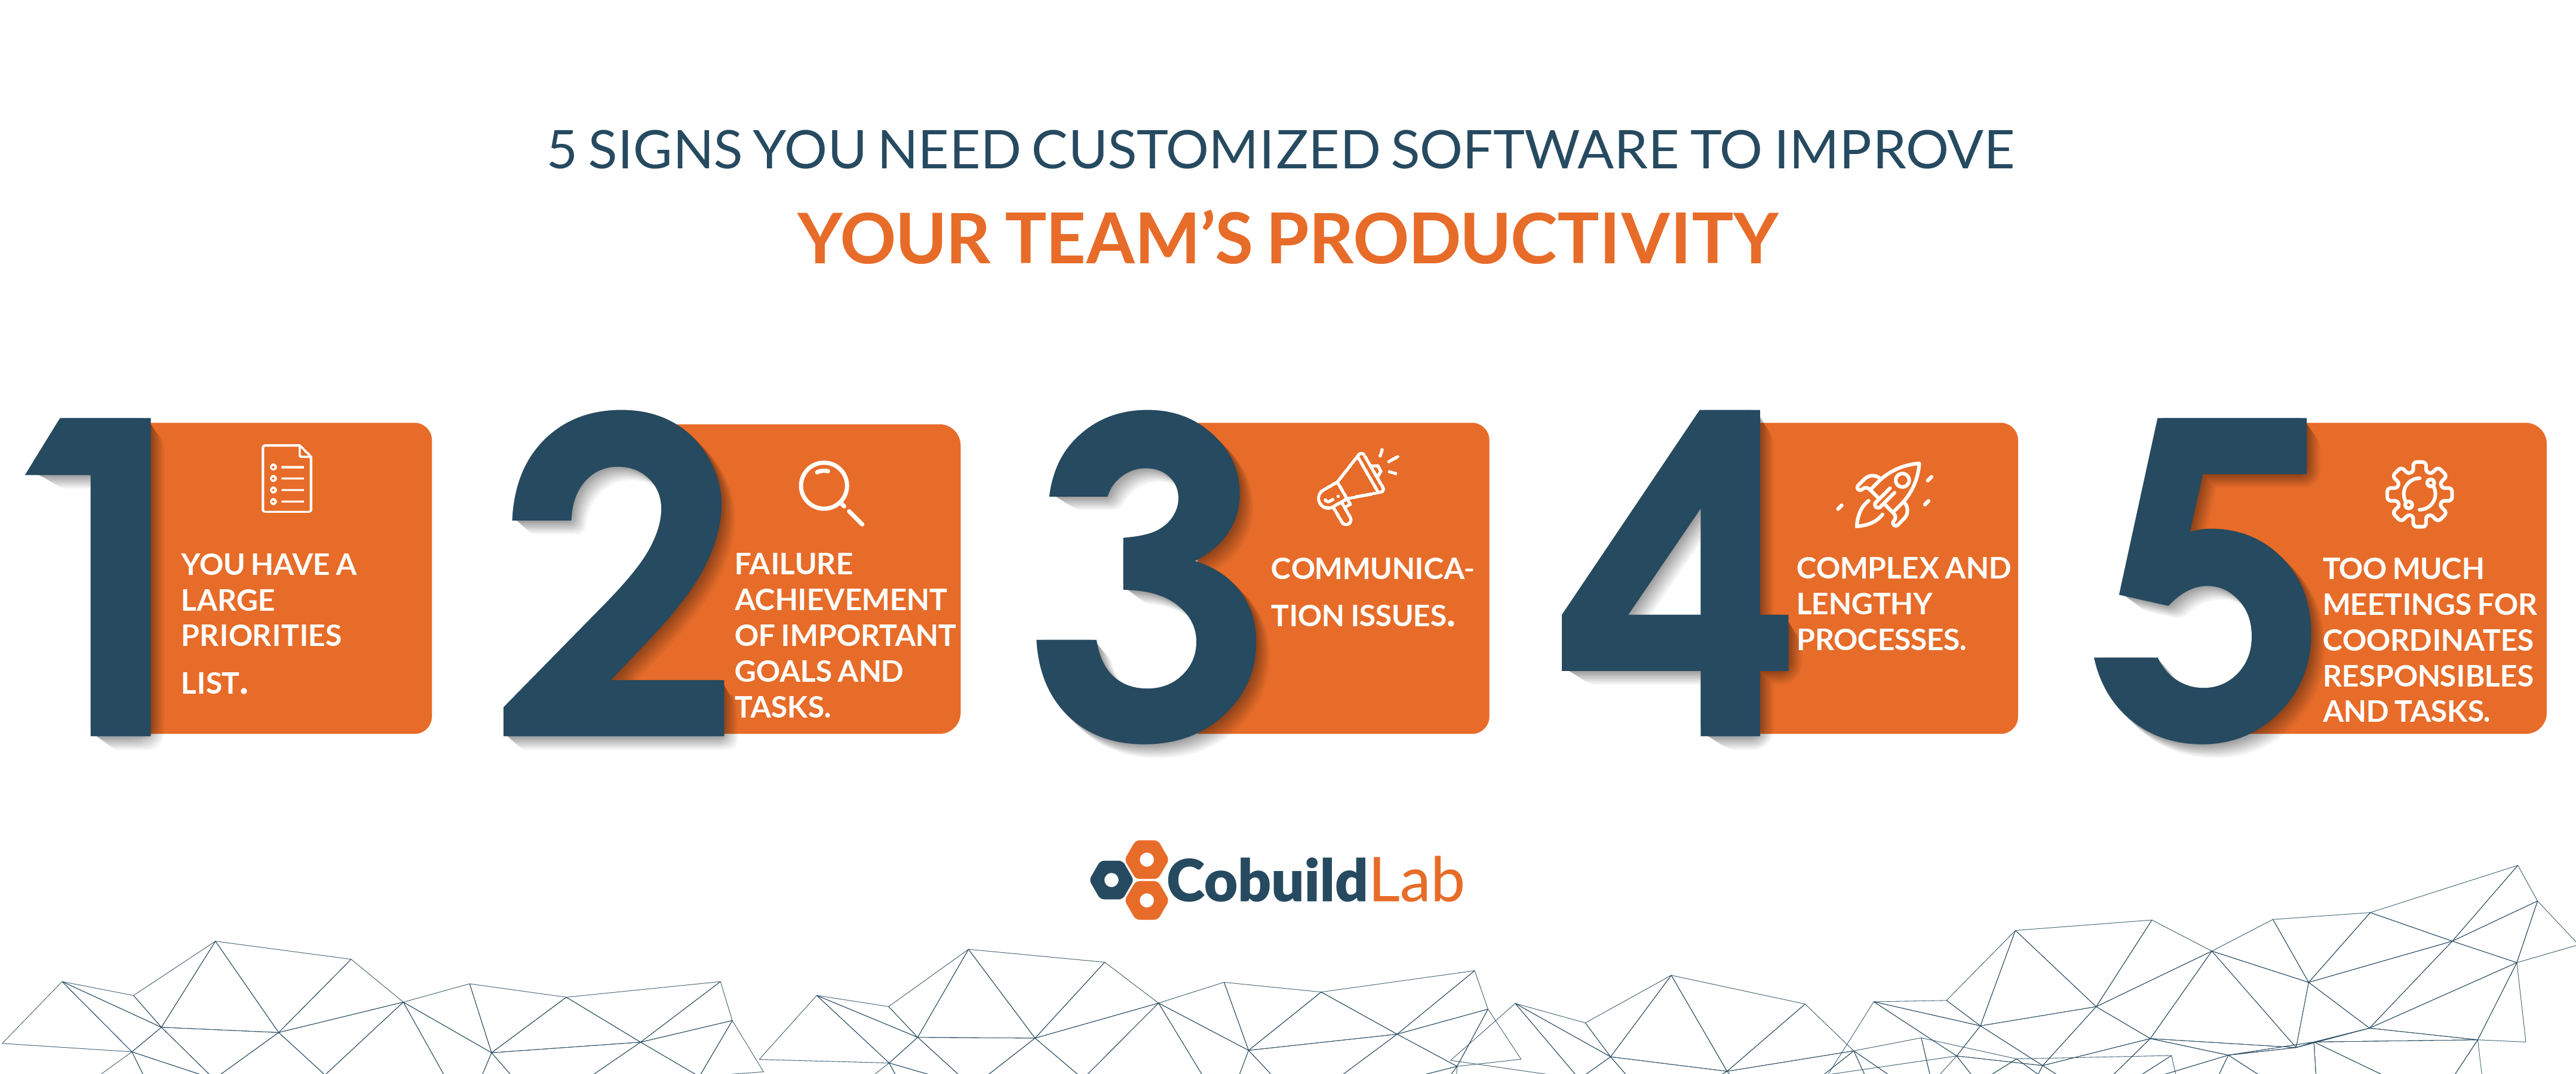 5 SIGNS YOU NEED CUSTOMIZED SOFTWARE TO IMPROVE
YOUR TEAM’S PRODUCTIVITY
1
YOU HAVE A
LARGE
PRIORITIES
LIST.
2
FAILURE
ACHIEVEMENT
OF IMPORTANT
GOALS AND
TASKS.
3
COMMUNICA-
TION ISSUES.
4
COMPLEX AND
LENGTHY
PROCESSES.
5
TOO MUCH
MEETINGS FOR
COORDINATES
RESPONSIBLES
AND TASKS.
CobuildLab